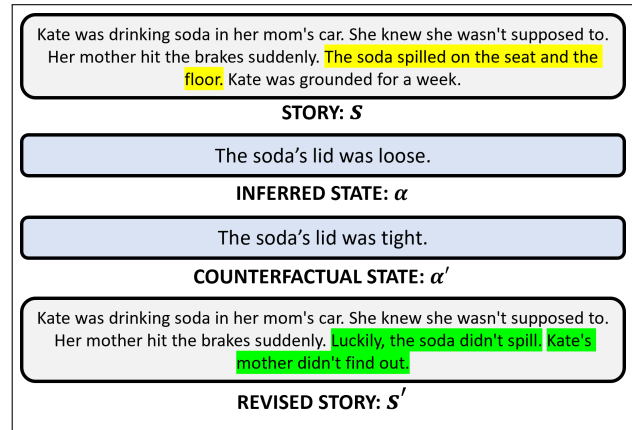 Kate was drinking soda in her mom's car. She knew she wasn't supposed to.
Her mother hit the brakes suddenly. The soda spilled on the seat and the
floor. Kate was grounded for a week.
STORY: S
The soda’s lid was loose.
INFERRED STATE: α
The soda’s lid was tight.
COUNTERFACTUAL STATE: α′
Kate was drinking soda in her mom's car. She knew she wasn't supposed to.
Her mother hit the brakes suddenly. Luckily, the soda didn't spill. Kate's
mother didn't find out.
REVISED STORY: S′